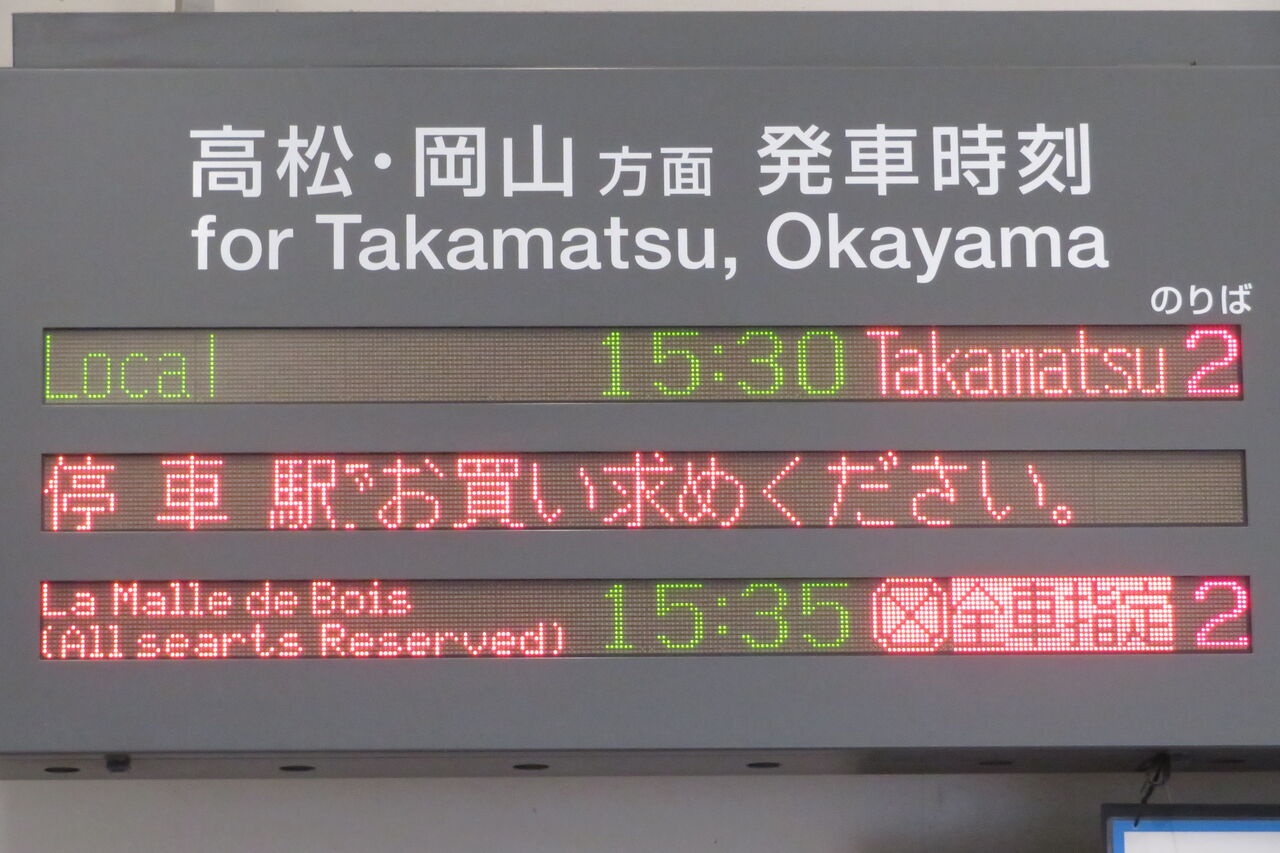 高松・岡山 方面 発車時刻
for Takamatsu, Okayama
のりば
Local 15:30 Takamatsu 2
停 車 駅でお買い求めください。
La Malle de Bois
(All searts Reserved) 15:35 全車指定 2